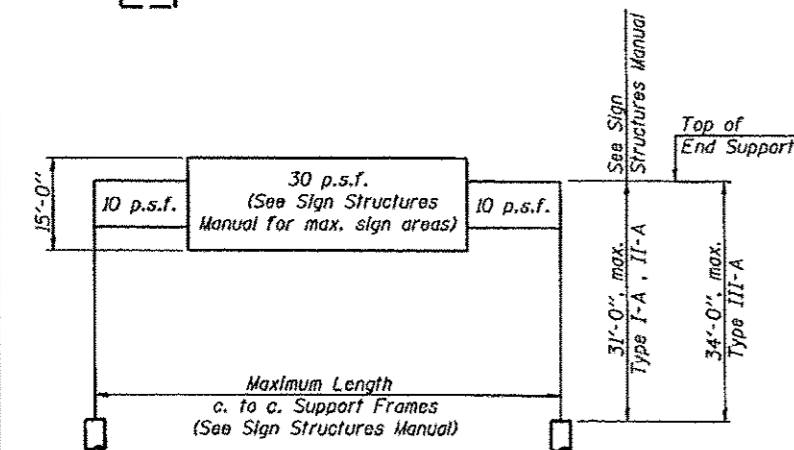 15'-0"
10 p.s.f.
30 p.s.f.
(See Sign Structures
Manual for max. sign areas)
10 p.s.f.
See Sign
Structures Manual
Top of
End Support
31'-0", max.
Type I-A , II-A
34'-0", max.
Type III-A
Maximum Length
c. to c. Support Frames
(See Sign Structures Manual)